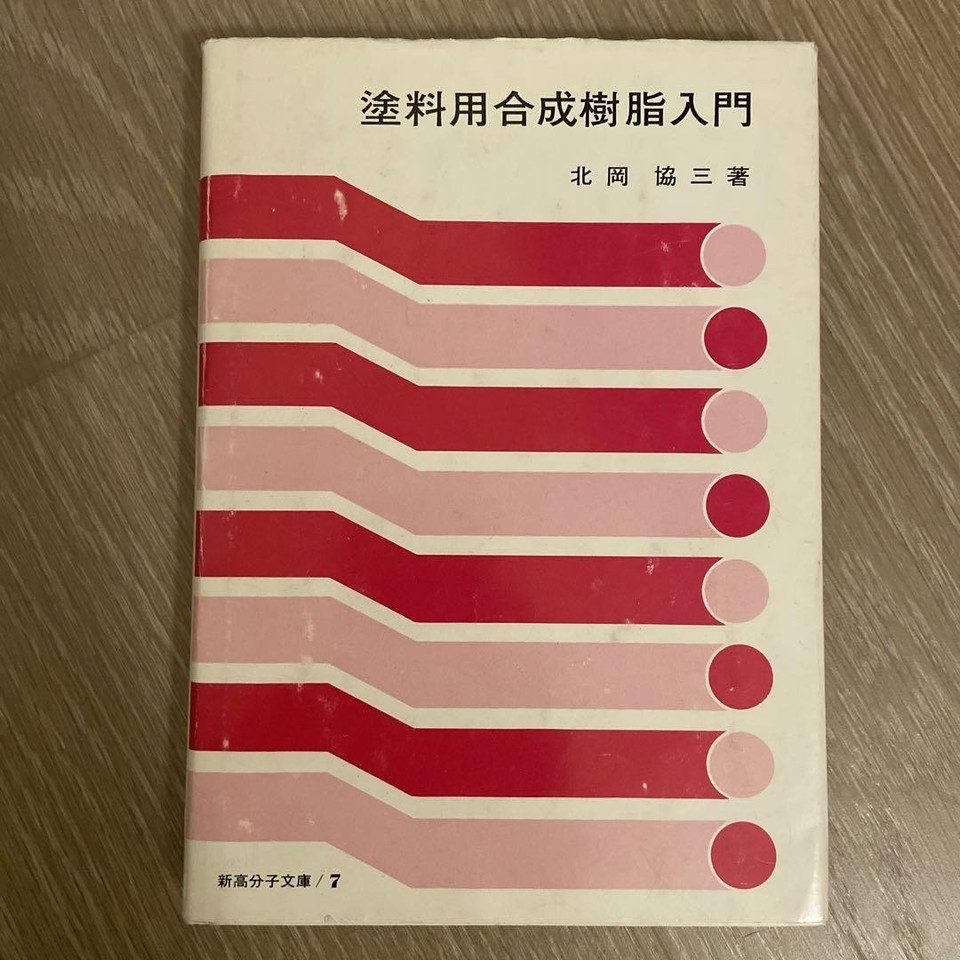 塗料用合成樹脂入門
北岡 協三著
新高分子文庫/7